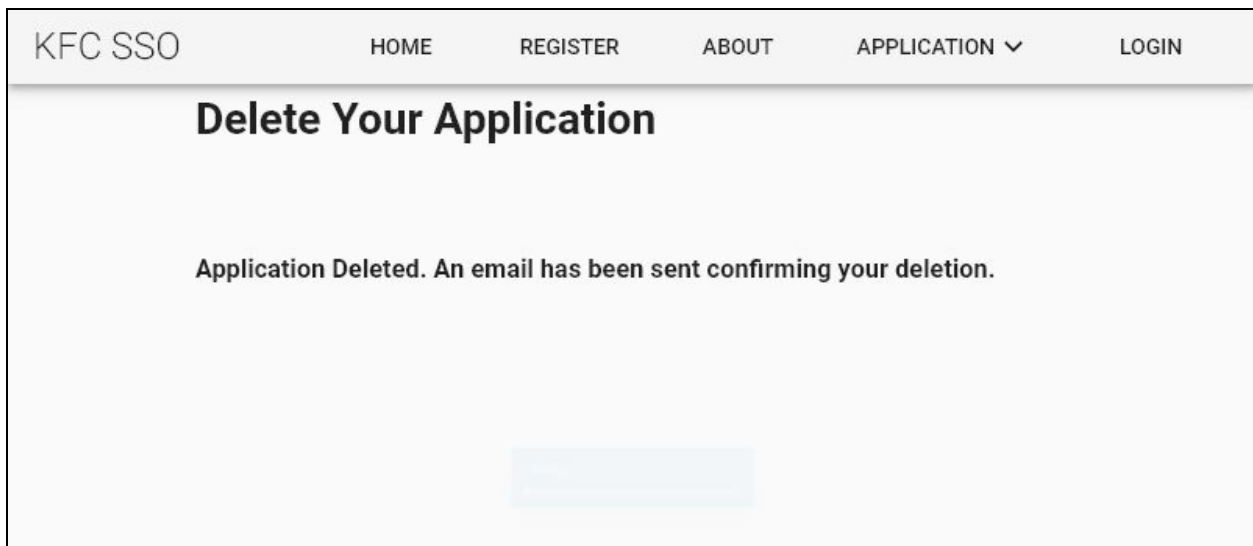 KFC SSO HOME REGISTER ABOUT APPLICATION LOGIN
Delete Your Application
Application Deleted. An email has been sent confirming your deletion.